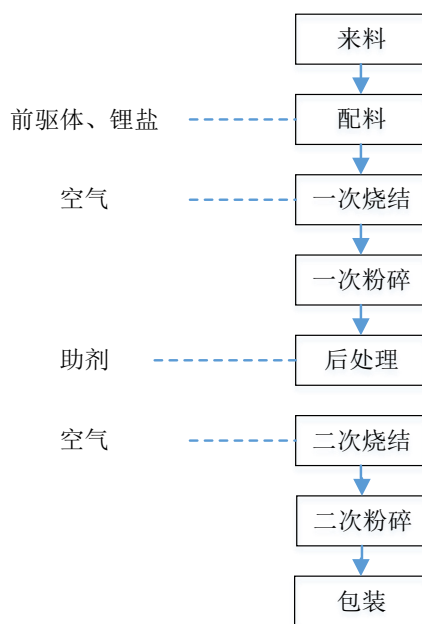 来料
前驱体、锂盐
配料
空气
一次烧结
一次粉碎
助剂
后处理
空气
二次烧结
二次粉碎
包装